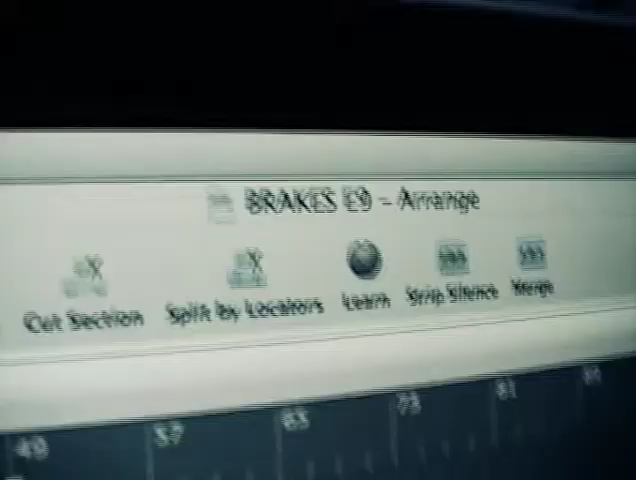 BRAKES E9 - Arrange
Cut Section Split by Locators Learn Strip Silence Merge
49 57 65 73 81